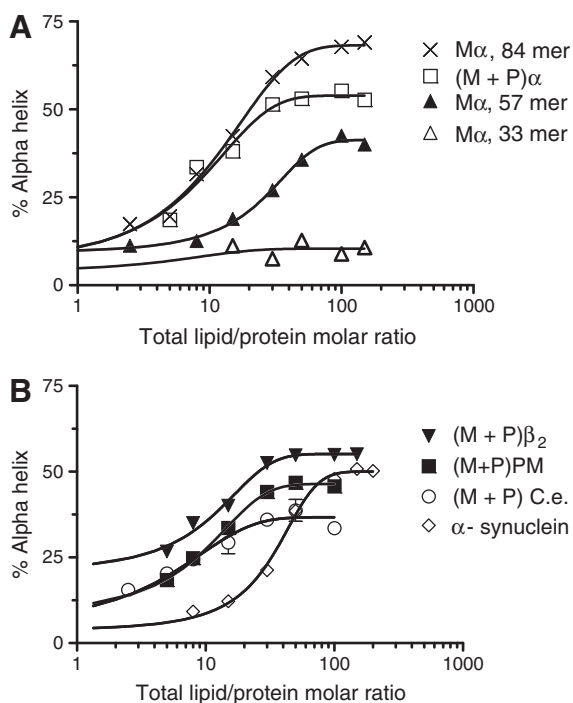 A
75
50
25
0
% Alpha helix
1
10
100
1000
Total lipid/protein molar ratio
Mα, 84 mer
(M + P)α
Mα, 57 mer
Mα, 33 mer
B
75
50
25
0
% Alpha helix
1
10
100
1000
Total lipid/protein molar ratio
(M + P)β₂
(M+P)PM
(M + P) C.e.
α- synuclein